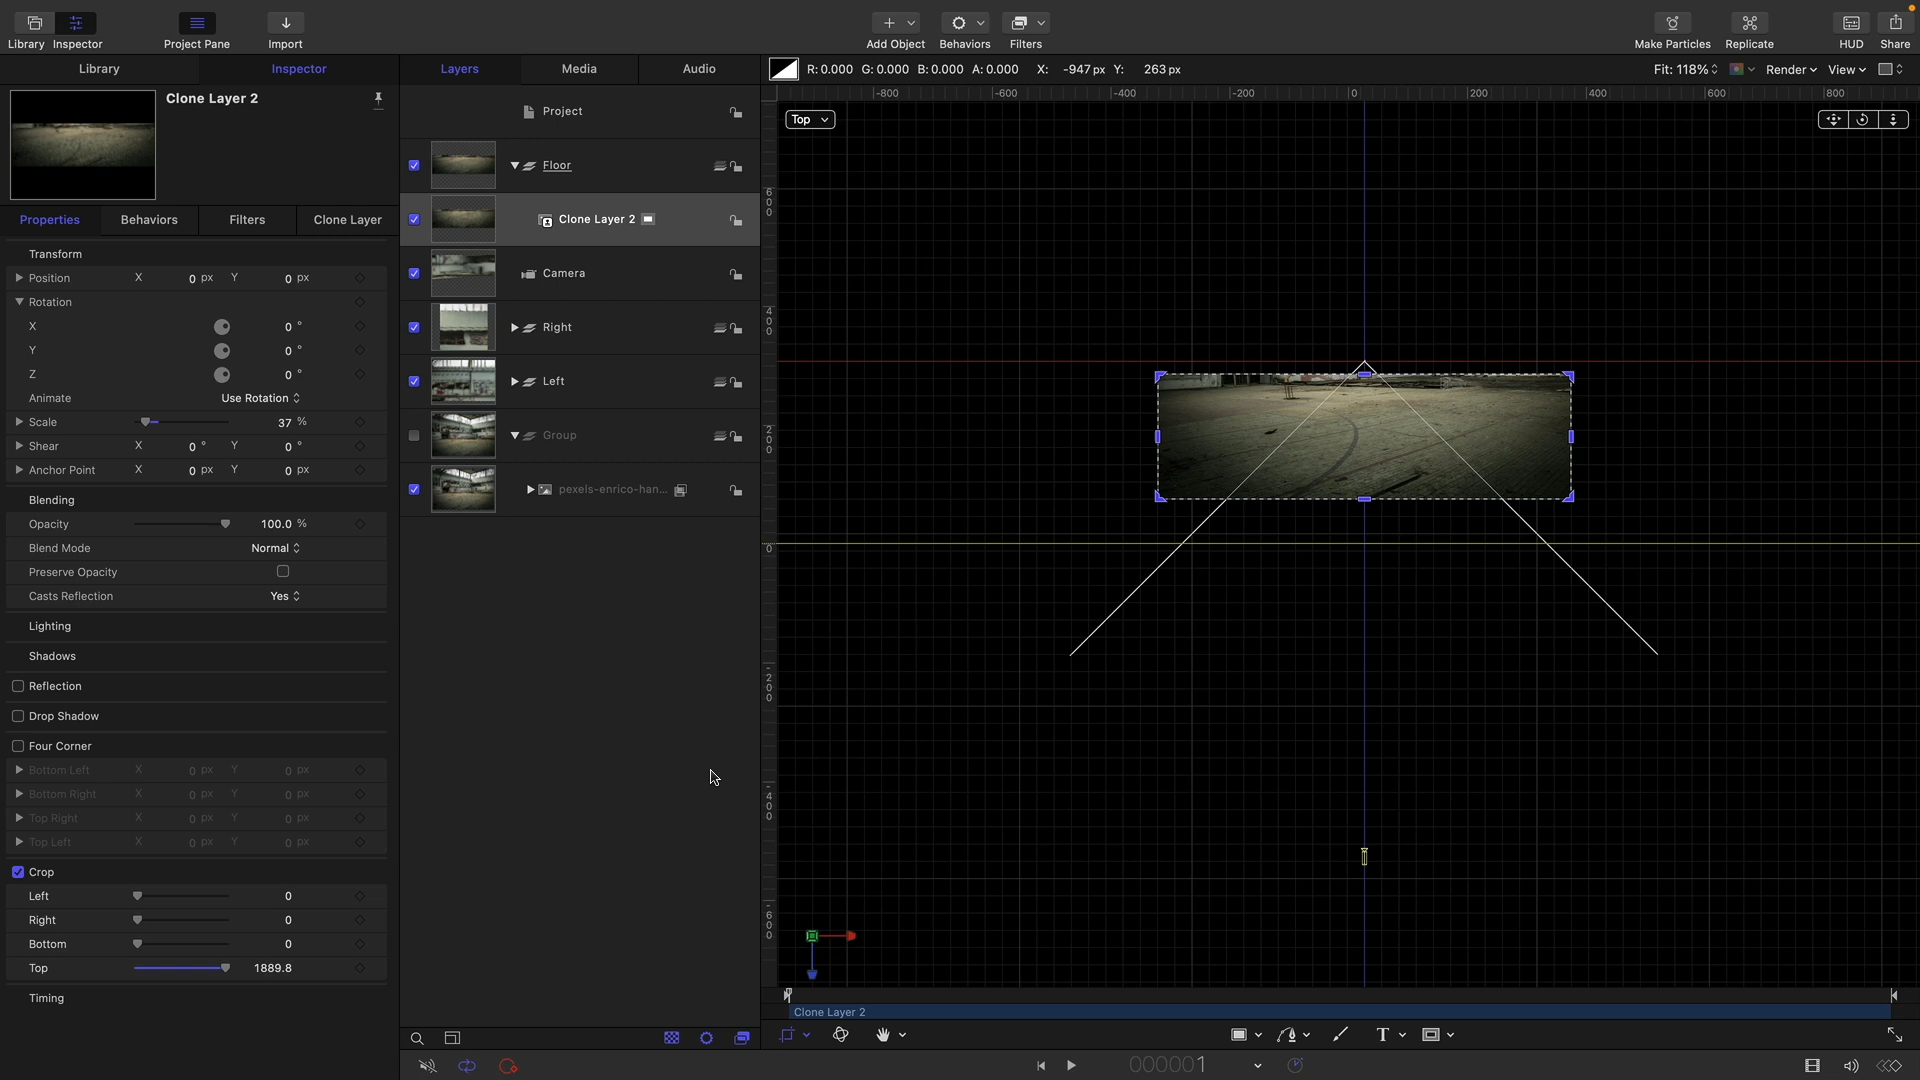 Library Inspector Project Pane Import Add Object Behaviors Filters Make Particles Replicate HUD Share
Library Inspector Layers Media Audio R: 0.000 G: 0.000 B: 0.000 A: 0.000 X: -947 px Y: 263 px Fit: 118% Render View
-800 -600 -400 -200 0 200 400 600 800
Clone Layer 2
Project
Top
Floor
Properties Behaviors Filters Clone Layer
Clone Layer 2
Transform
Position X 0 px Y 0 px
Camera
Rotation
X 0 °
Right
Y 0 °
Z 0 °
Left
Animate Use Rotation
Scale 37 %
Group
Shear X 0 ° Y 0 °
Anchor Point X 0 px Y 0 px
pexels-enrico-han...
Blending
Opacity 100.0 %
Blend Mode Normal
Preserve Opacity
Casts Reflection Yes
Lighting
Shadows
Reflection
Drop Shadow
Four Corner
Bottom Left X 0 px Y 0 px
Bottom Right X 0 px Y 0 px
Top Right X 0 px Y 0 px
Top Left X 0 px Y 0 px
Crop
Left 0
Right 0
Bottom 0
Top 1889.8
Timing
600
400
200
0
-200
-400
-600
Clone Layer 2
T
000001